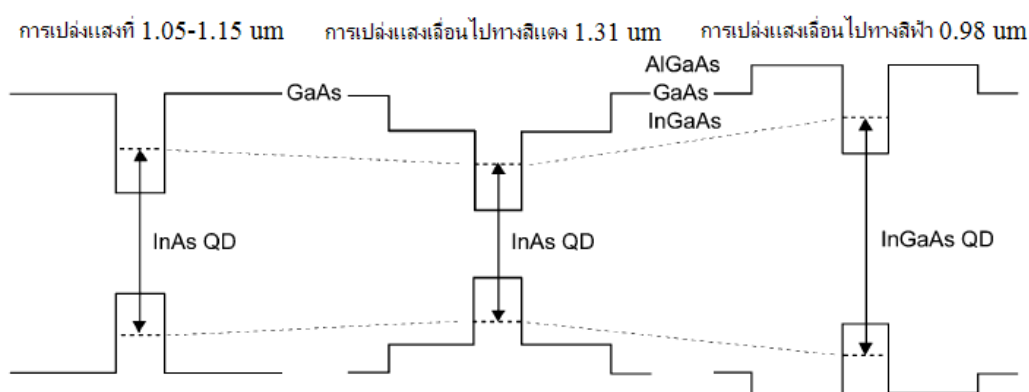 การเปล่งแสงที่ 1.05-1.15 um
การเปล่งแสงเลื่อนไปทางสีแดง 1.31 um
การเปล่งแสงเลื่อนไปทางสีฟ้า 0.98 um
AlGaAs
GaAs
GaAs
InGaAs
InAs QD
InAs QD
InGaAs QD